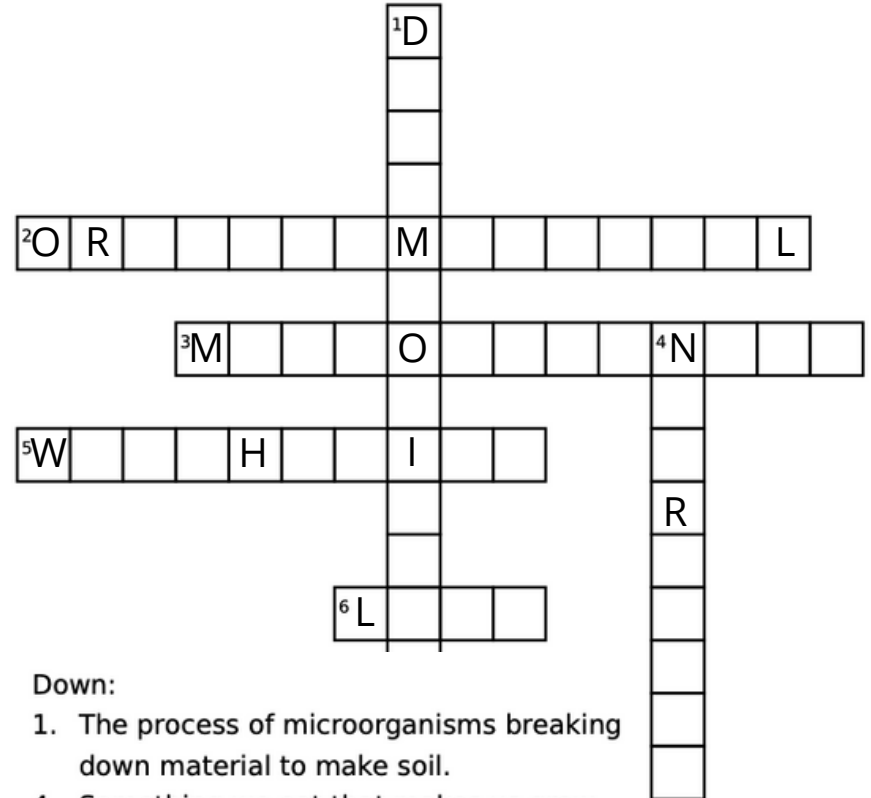 1D
2O R M L
3M O 4N
5W H I
R
6L
Down:
1. The process of microorganisms breaking
down material to make soil.